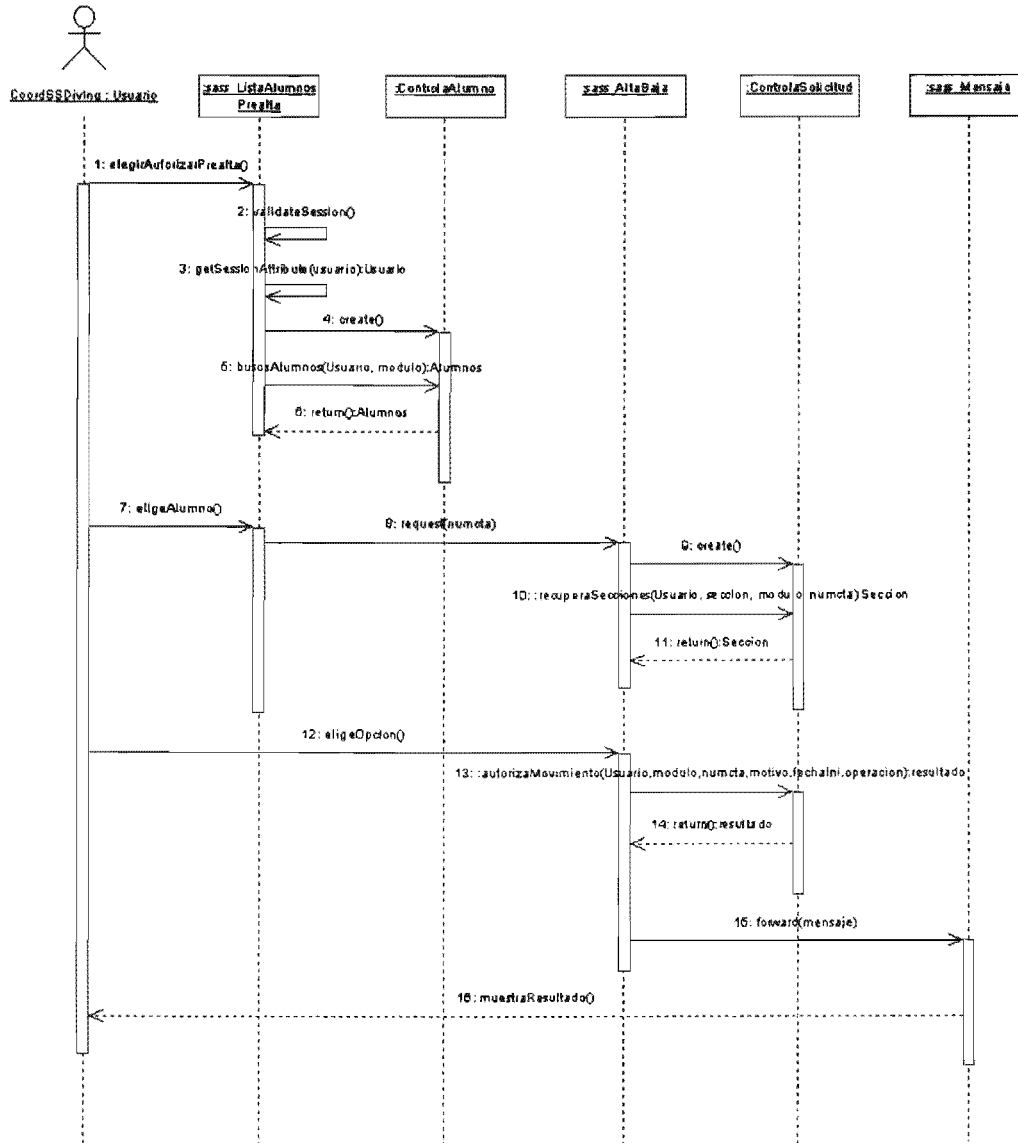 CoordSSDiving : Usuario
:sass_ListaAlumnos
Prealta
:ControlaAlumno
:sass_AltaBaja
:ControlaSolicitud
:sass_Mensaje
1: elegirAutorizarPrealta()
2: validateSession()
3: getSessionAttribute(usuario):Usuario
4: create()
5: buscaAlumnos(Usuario, modulo):Alumnos
6: return():Alumnos
7: eligeAlumno()
8: request(numcta)
9: create()
10: :recuperaSecciones(Usuario, seccion, modulo, numcta):Seccion
11: return():Seccion
12: eligeOpcion()
13: :autorizaMovimiento(Usuario,modulo,numcta,motivo,fechaIni,operacion):resultado
14: return():resultado
15: forward(mensaje)
16: muestraResultado()